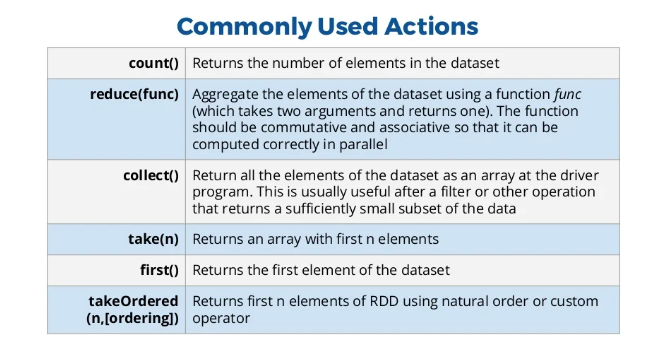 Commonly Used Actions
count() Returns the number of elements in the dataset
reduce(func) Aggregate the elements of the dataset using a function func
(which takes two arguments and returns one). The function
should be commutative and associative so that it can be
computed correctly in parallel
collect() Return all the elements of the dataset as an array at the driver
program. This is usually useful after a filter or other operation
that returns a sufficiently small subset of the data
take(n) Returns an array with first n elements
first() Returns the first element of the dataset
takeOrdered Returns first n elements of RDD using natural order or custom
(n,[ordering]) operator